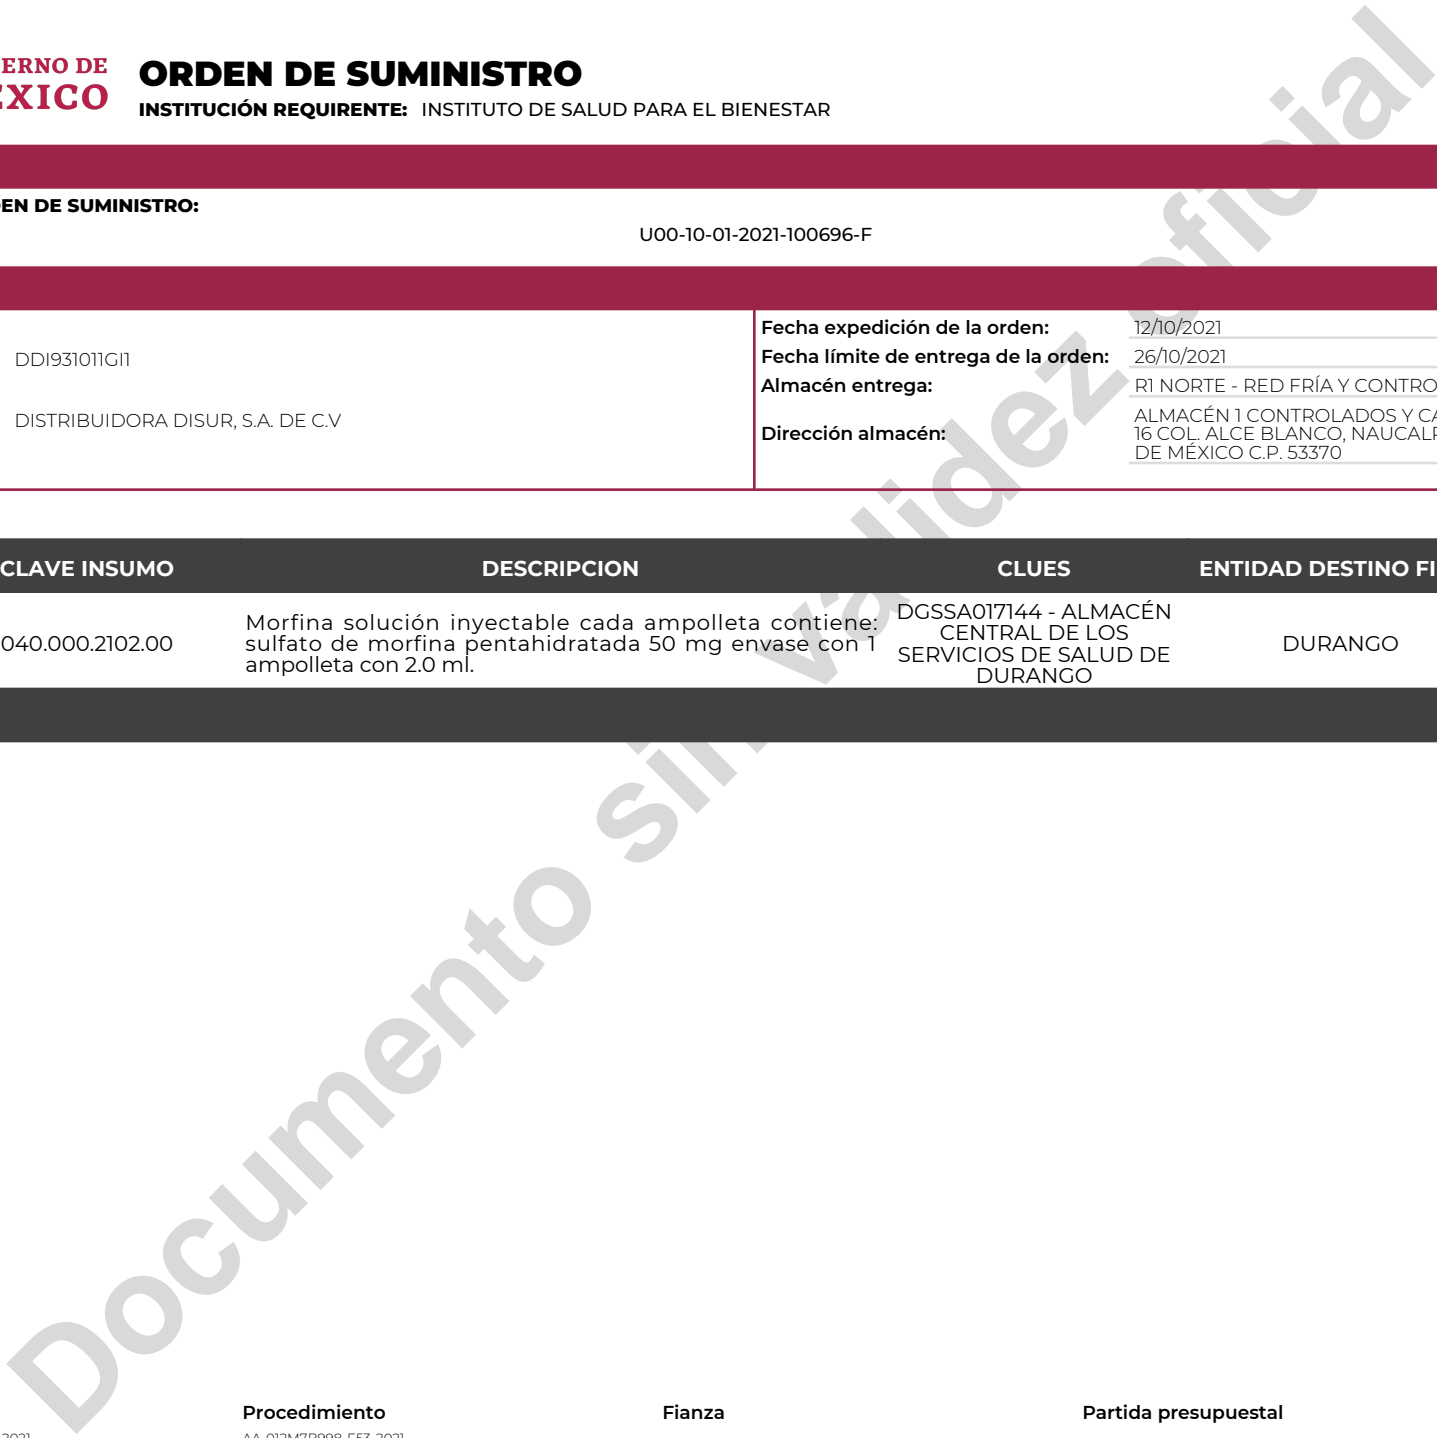 ERNO DE
ÉXICO
ORDEN DE SUMINISTRO
INSTITUCIÓN REQUIRENTE: INSTITUTO DE SALUD PARA EL BIENESTAR
EN DE SUMINISTRO:
U00-10-01-2021-100696-F
DDI931011GI1
DISTRIBUIDORA DISUR, S.A. DE C.V
Fecha expedición de la orden: 12/10/2021
Fecha límite de entrega de la orden: 26/10/2021
Almacén entrega: R1 NORTE - RED FRÍA Y CONTRO
Dirección almacén: ALMACÉN 1 CONTROLADOS Y CA
16 COL. ALCE BLANCO, NAUCALP
DE MÉXICO C.P. 53370
CLAVE INSUMO DESCRIPCION CLUES ENTIDAD DESTINO FI
040.000.2102.00
Morfina solución inyectable cada ampolleta contiene:
sulfato de morfina pentahidratada 50 mg envase con 1
ampolleta con 2.0 ml.
DGSSA017144 - ALMACÉN
CENTRAL DE LOS
SERVICIOS DE SALUD DE
DURANGO
DURANGO
Documento sin validez oficial
Procedimiento Fianza Partida presupuestal